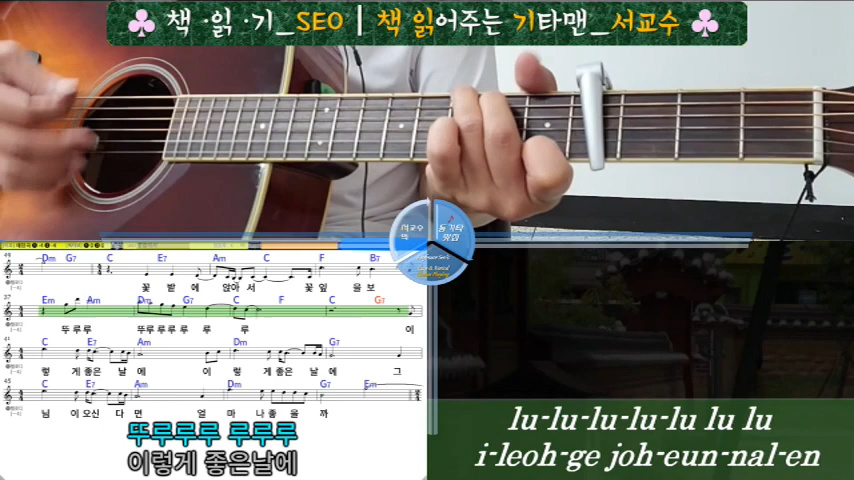 ♣ 책 ·읽 ·기_SEO | 책 읽어주는 기타맨_서교수 ♣
Dm G7 C E7 Am C F B7
꽃 밭 에 앉아 서 꽃 잎 을 보
37
Em Am Dm G7 C F C G7
뚜루루 뚜루루루루 루 루 이
41
C E7 Am Dm G7
렇 게 좋은 날 에 이 렇 게 좋은 날 에 그
45
C E7 Am Dm G7 Em
님 이 오신 다 면 얼 마 나 좋 을 까
뚜루루루 루루루
이렇게 좋은날에
lu-lu-lu-lu-lu lu lu
i-leoh-ge joh-eun-nal-en